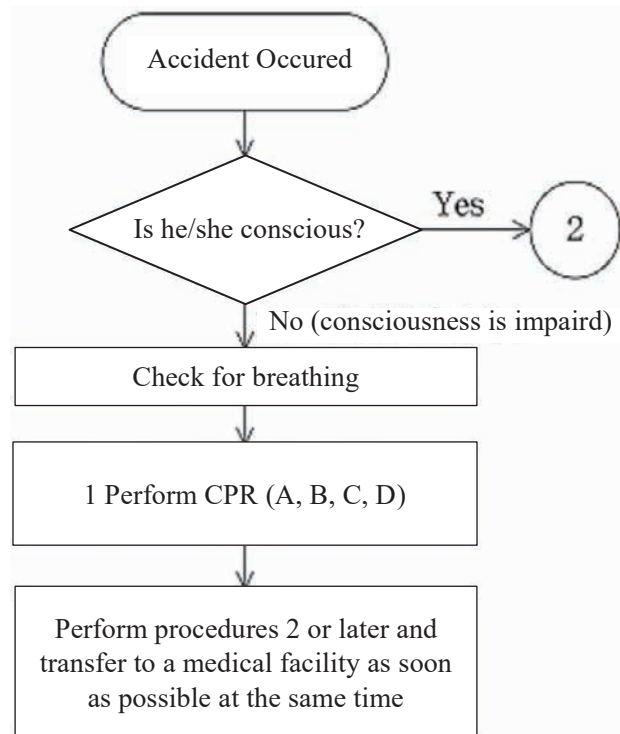 Accident Occured
Is he/she conscious?
Yes
2
No (consciousness is impaird)
Check for breathing
1 Perform CPR (A, B, C, D)
Perform procedures 2 or later and
transfer to a medical facility as soon
as possible at the same time